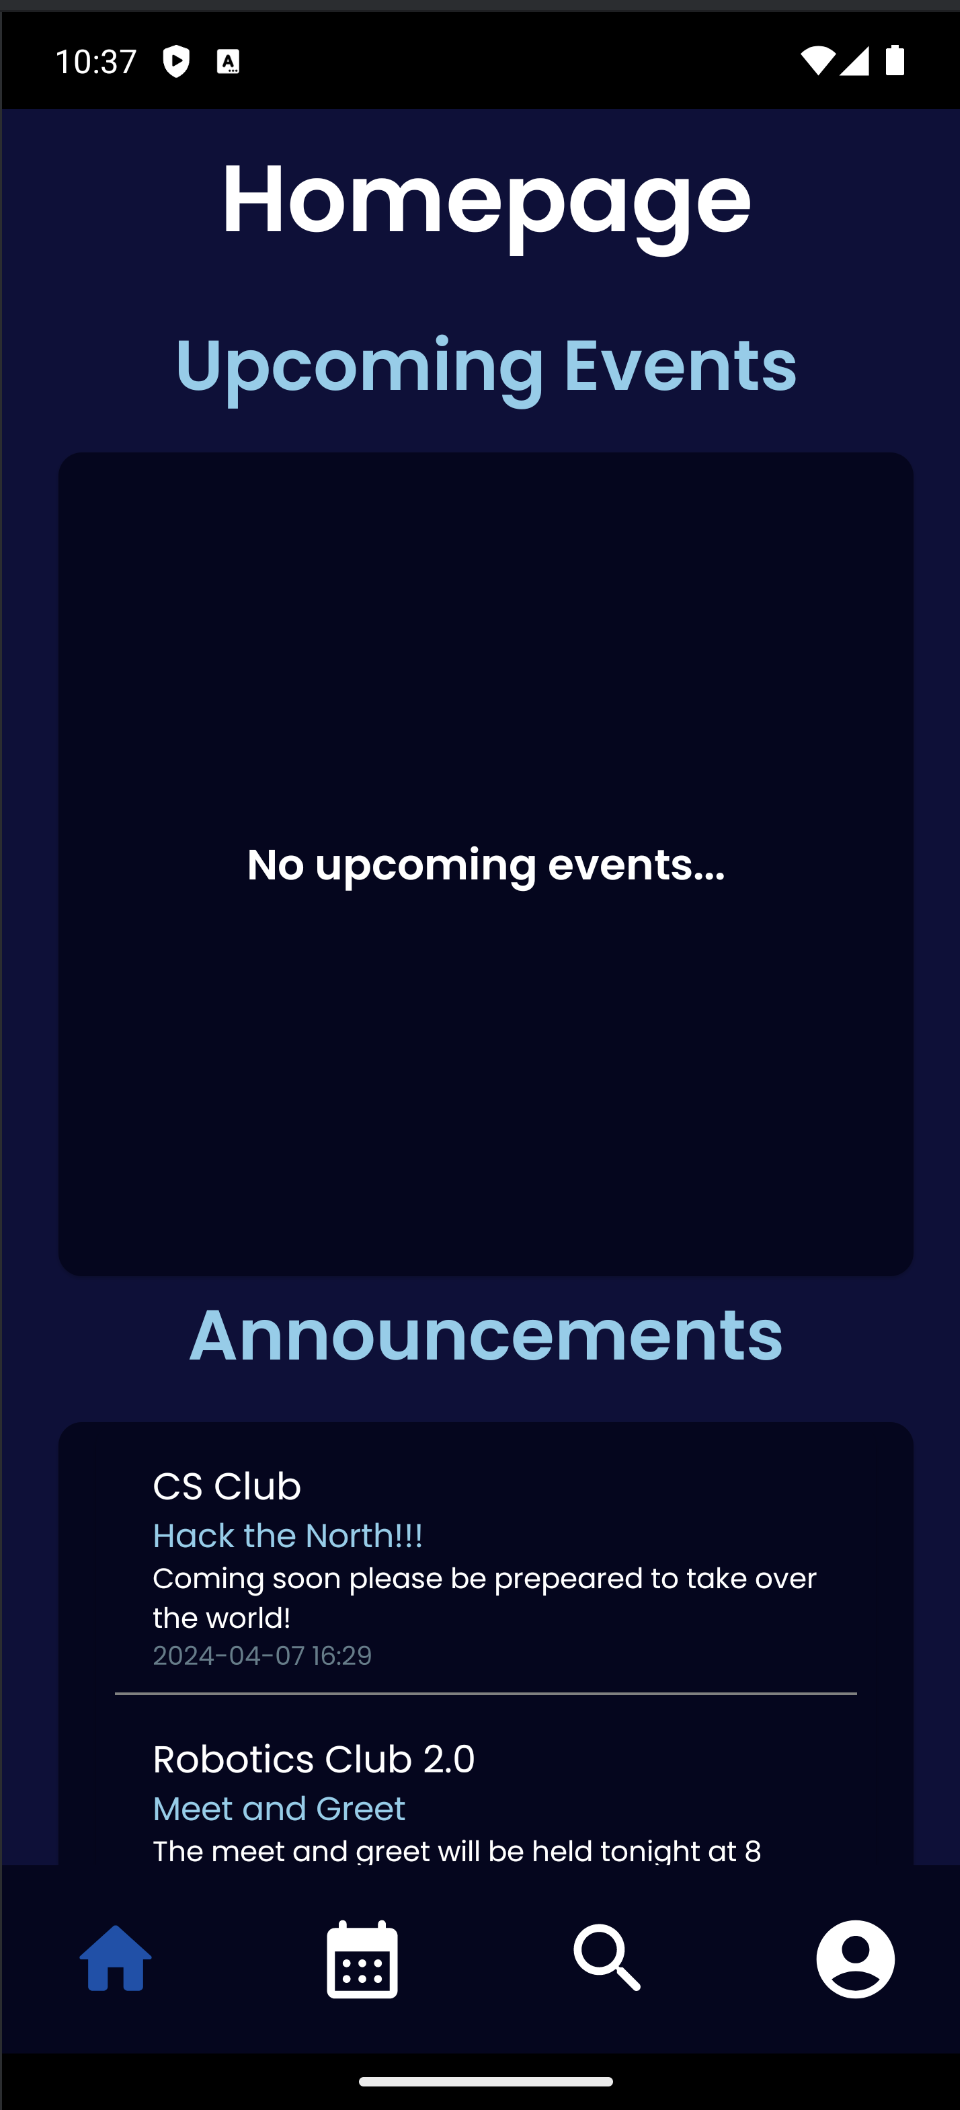 10:37
Homepage
Upcoming Events
No upcoming events...
Announcements
CS Club
Hack the North!!!
Coming soon please be prepeared to take over
the world!
2024-04-07 16:29
Robotics Club 2.0
Meet and Greet
The meet and greet will be held tonight at 8